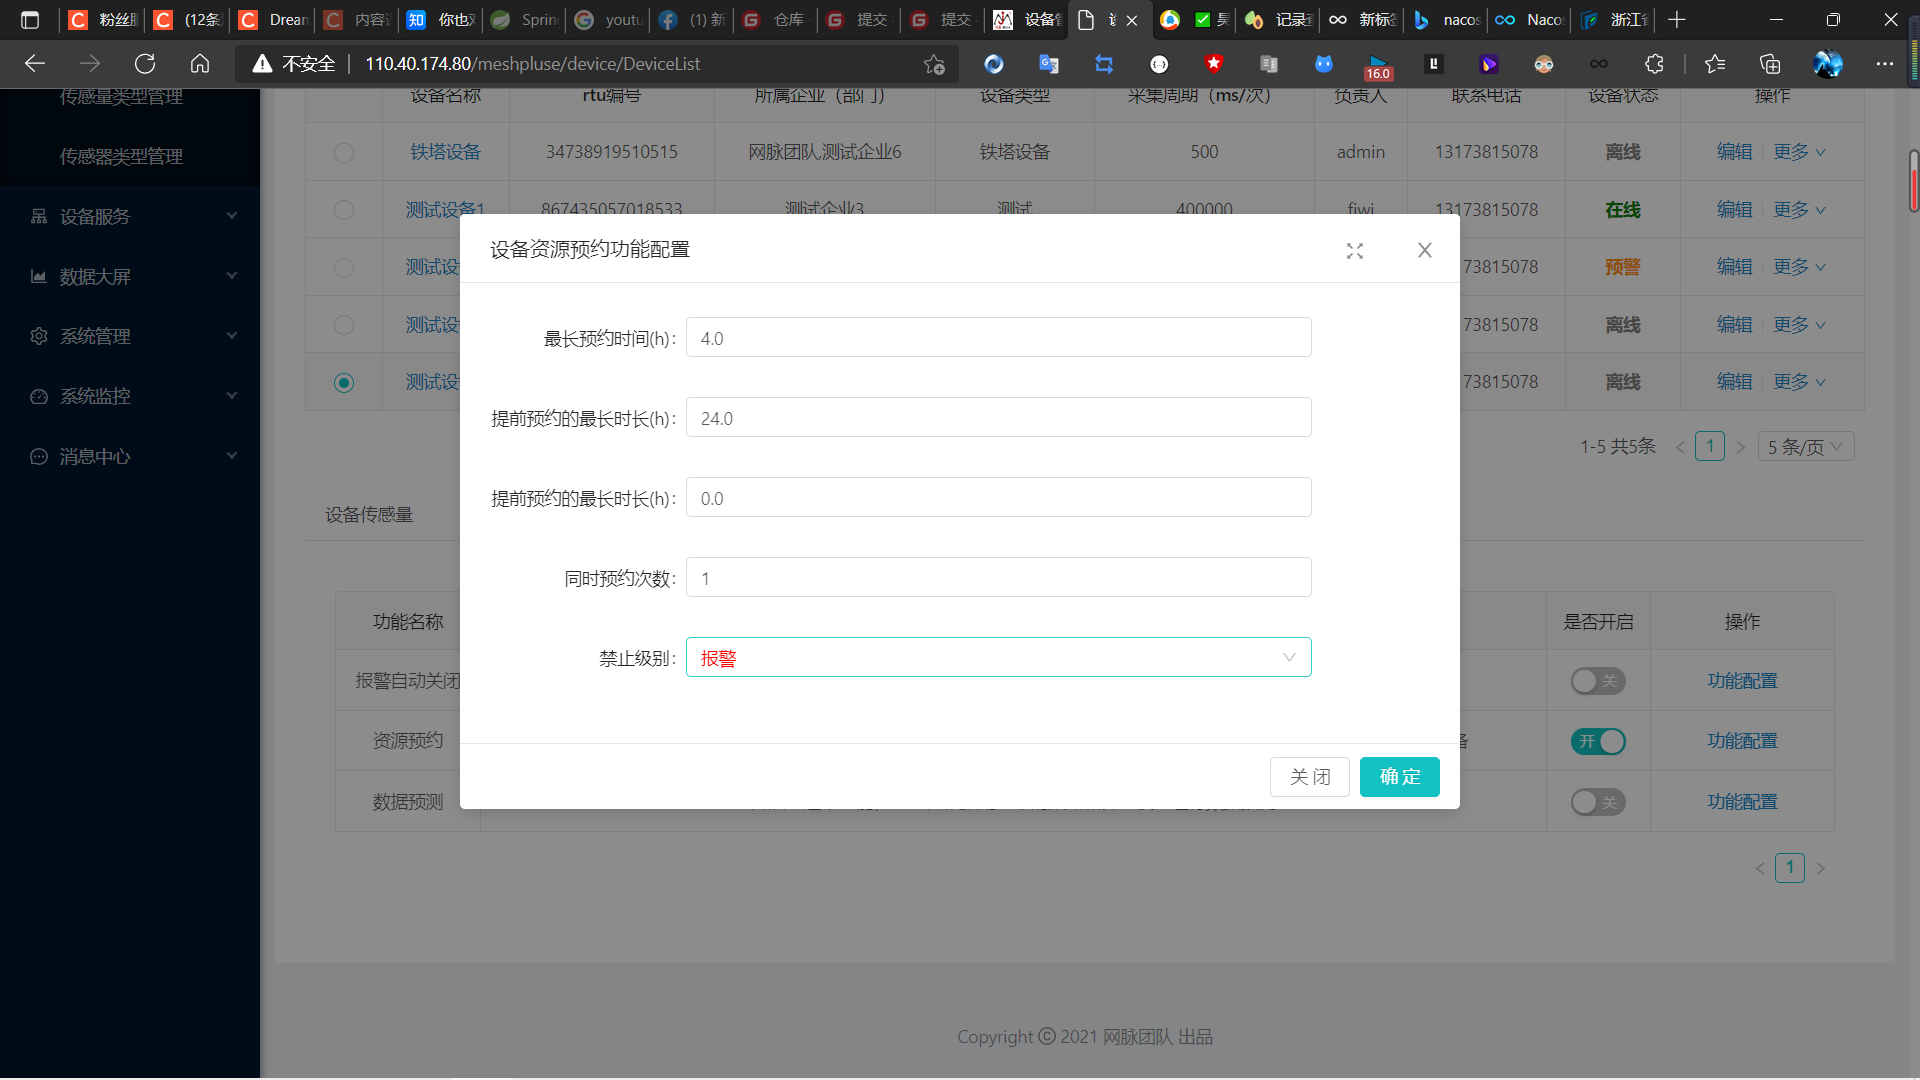 粉丝
(12条
Drean
内容
知 你也
Sprin
youtu
(1) 新
仓库
提交
提交
设备管
记录
新标签
nacos
Nacos
浙江省
不安全 110.40.174.80/meshpluse/device/DeviceList
16.0
传感量类型管理
传感器类型管理
设备服务
数据大屏
系统管理
系统监控
消息中心
设备名称 rtu编号 所属企业（部门） 设备类型 采集周期（ms/次） 负责人 联系电话 设备状态 操作
铁塔设备 34738919510515 网脉团队,测试企业6 铁塔设备 500 admin 13173815078 离线 编辑 更多
测试设备1 867435057018533 测试企业3 测试 400000 fiwi 13173815078 在线 编辑 更多
测试设 73815078 预警 编辑 更多
测试设 73815078 离线 编辑 更多
测试设 73815078 离线 编辑 更多
1-5 共5条 1 5 条/页
设备资源预约功能配置
最长预约时间(h): 4.0
提前预约的最长时长(h): 24.0
提前预约的最长时长(h): 0.0
同时预约次数: 1
禁止级别: 报警
关 闭 确 定
设备传感量
功能名称 是否开启 操作
报警自动关闭 关 功能配置
资源预约 备 开 功能配置
数据预测 关 功能配置
1
Copyright © 2021 网脉团队 出品